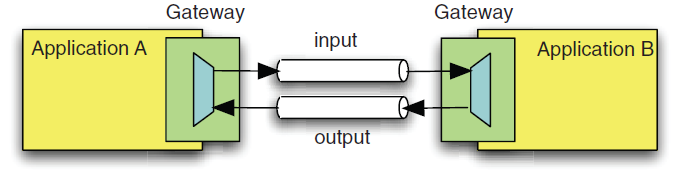 Gateway
Gateway
Application A
input
Application B
output